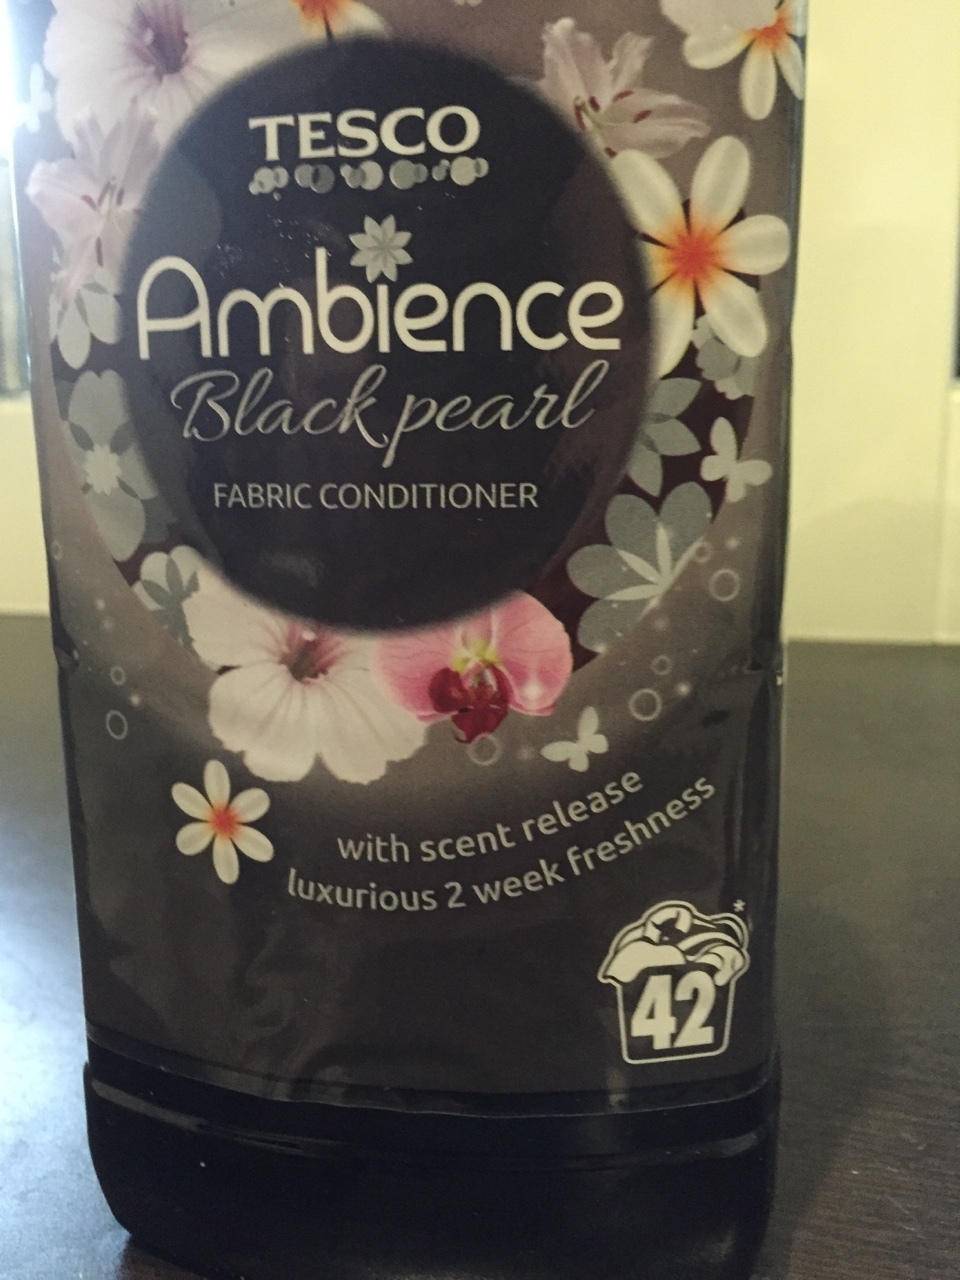 TESCO
Ambience
Black pearl
FABRIC CONDITIONER
with scent release
luxurious 2 week freshness
*
42